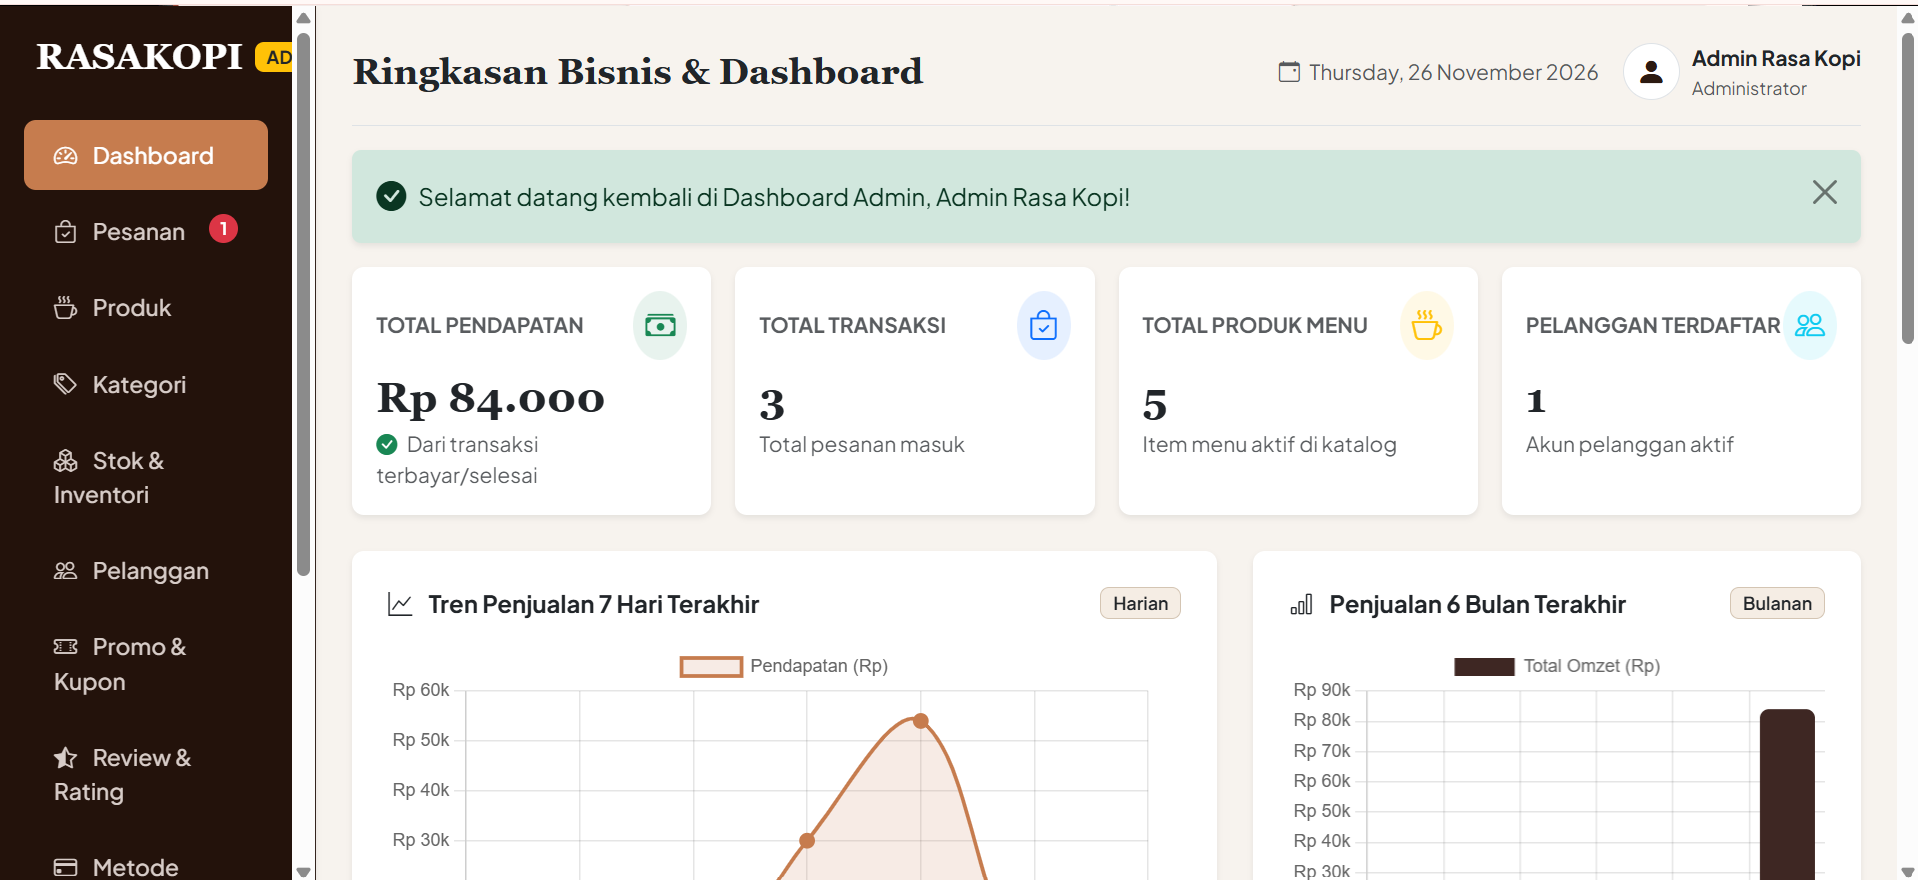 RASAKOPI AD
Dashboard
Pesanan 1
Produk
Kategori
Stok &
Inventori
Pelanggan
Promo &
Kupon
Review &
Rating
Metode
Ringkasan Bisnis & Dashboard
Thursday, 26 November 2026
Admin Rasa Kopi
Administrator
Selamat datang kembali di Dashboard Admin, Admin Rasa Kopi!
TOTAL PENDAPATAN
Rp 84.000
Dari transaksi
terbayar/selesai
TOTAL TRANSAKSI
3
Total pesanan masuk
TOTAL PRODUK MENU
5
Item menu aktif di katalog
PELANGGAN TERDAFTAR
1
Akun pelanggan aktif
Tren Penjualan 7 Hari Terakhir
Harian
Pendapatan (Rp)
Rp 60k
Rp 50k
Rp 40k
Rp 30k
Penjualan 6 Bulan Terakhir
Bulanan
Total Omzet (Rp)
Rp 90k
Rp 80k
Rp 70k
Rp 60k
Rp 50k
Rp 40k
Rp 30k